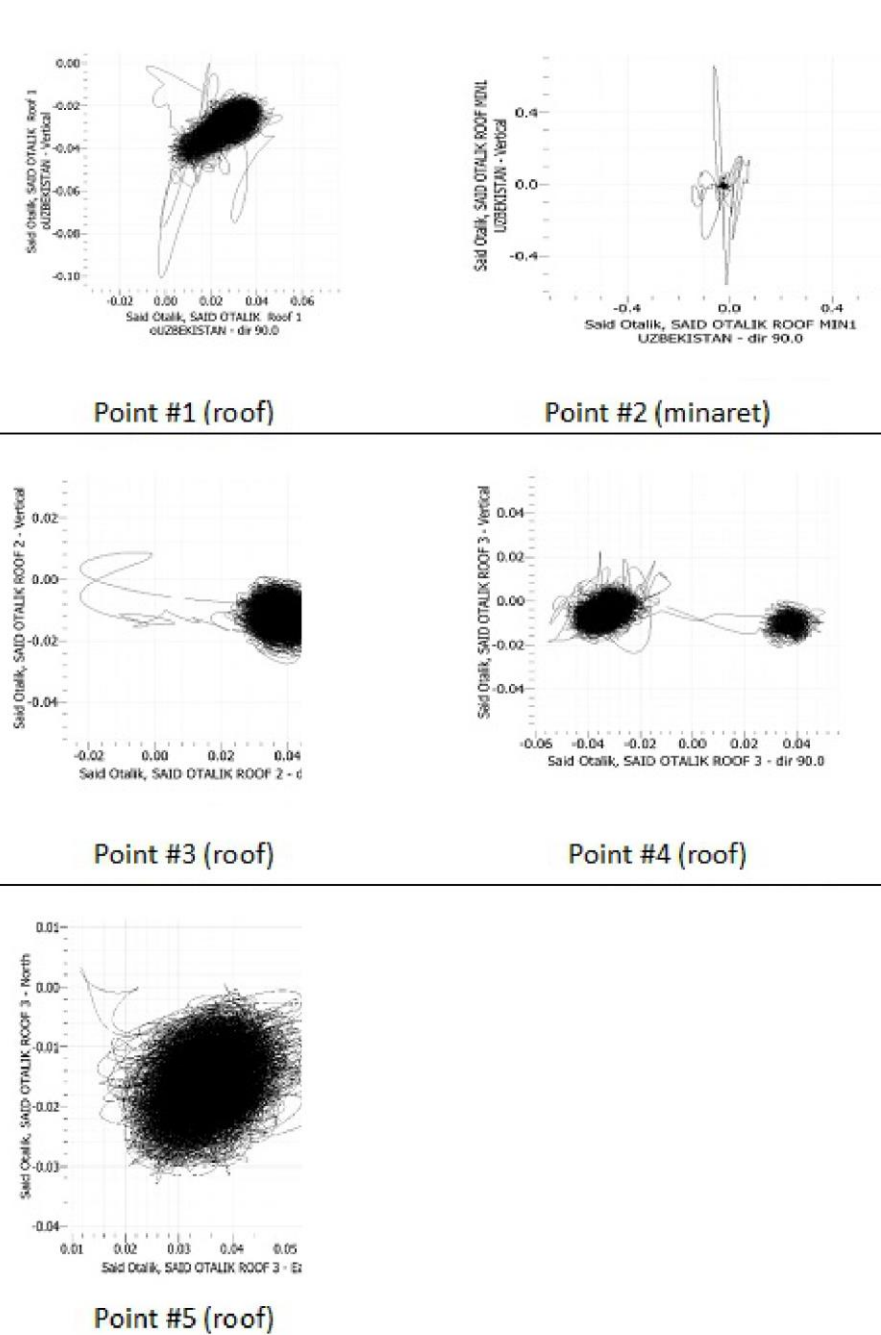 Said Otalik, SAID OTALIK Roof 1
oUZBEKISTAN - Vertical
0.00
-0.02
-0.04
-0.06
-0.08
-0.10
-0.02 0.00 0.02 0.04 0.06
Said Otalik, SAID OTALIK Roof 1
oUZBEKISTAN - dir 90.0
Point #1 (roof)
Said Otalik, SAID OTALIK ROOF MIN1
UZBEKISTAN - Vertical
0.4
0.0
-0.4
-0.4 0.0 0.4
Said Otalik, SAID OTALIK ROOF MIN1
UZBEKISTAN - dir 90.0
Point #2 (minaret)
Said Otalik, SAID OTALIK ROOF 2 - Vertical
0.02
0.00
-0.02
-0.04
-0.02 0.00 0.02 0.04
Said Otalik, SAID OTALIK ROOF 2 - d
Point #3 (roof)
Said Otalik, SAID OTALIK ROOF 3 - Vertical
0.04
0.02
0.00
-0.02
-0.04
-0.06 -0.04 -0.02 0.00 0.02 0.04
Said Otalik, SAID OTALIK ROOF 3 - dir 90.0
Point #4 (roof)
Said Otalik, SAID OTALIK ROOF 3 - North
0.01
0.00
-0.01
-0.02
-0.03
-0.04
0.01 0.02 0.03 0.04 0.05
Said Otalik, SAID OTALIK ROOF 3 - Ea
Point #5 (roof)